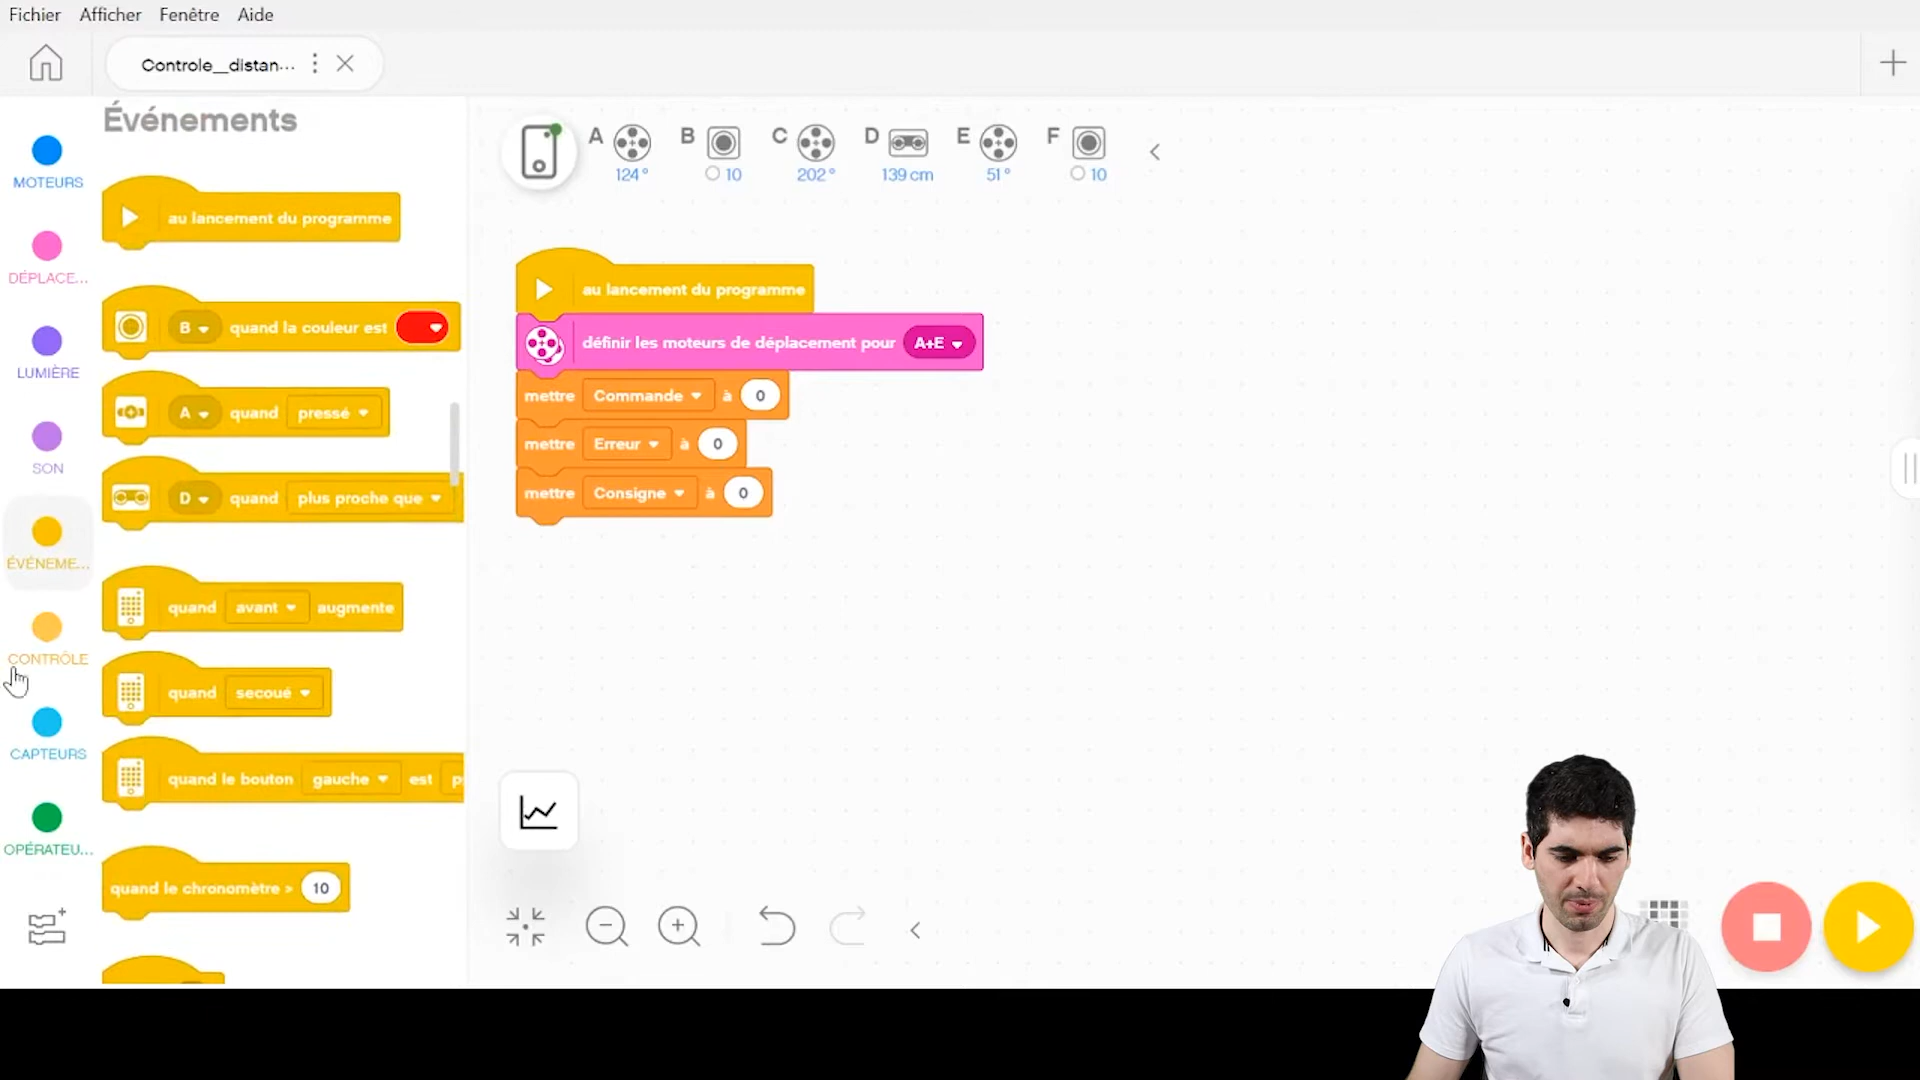 Fichier Afficher Fenêtre Aide
Controle_distan...
Événements
MOTEURS
DÉPLACE...
LUMIÈRE
SON
ÉVÉNEME...
CONTRÔLE
CAPTEURS
OPÉRATEU...
au lancement du programme
B quand la couleur est
A quand pressé
D quand plus proche que
quand avant augmente
quand secoué
quand le bouton gauche est p
quand le chronomètre > 10
A B C D E F
124° 10 202° 139 cm 51° 10
au lancement du programme
définir les moteurs de déplacement pour A+E
mettre Commande à 0
mettre Erreur à 0
mettre Consigne à 0